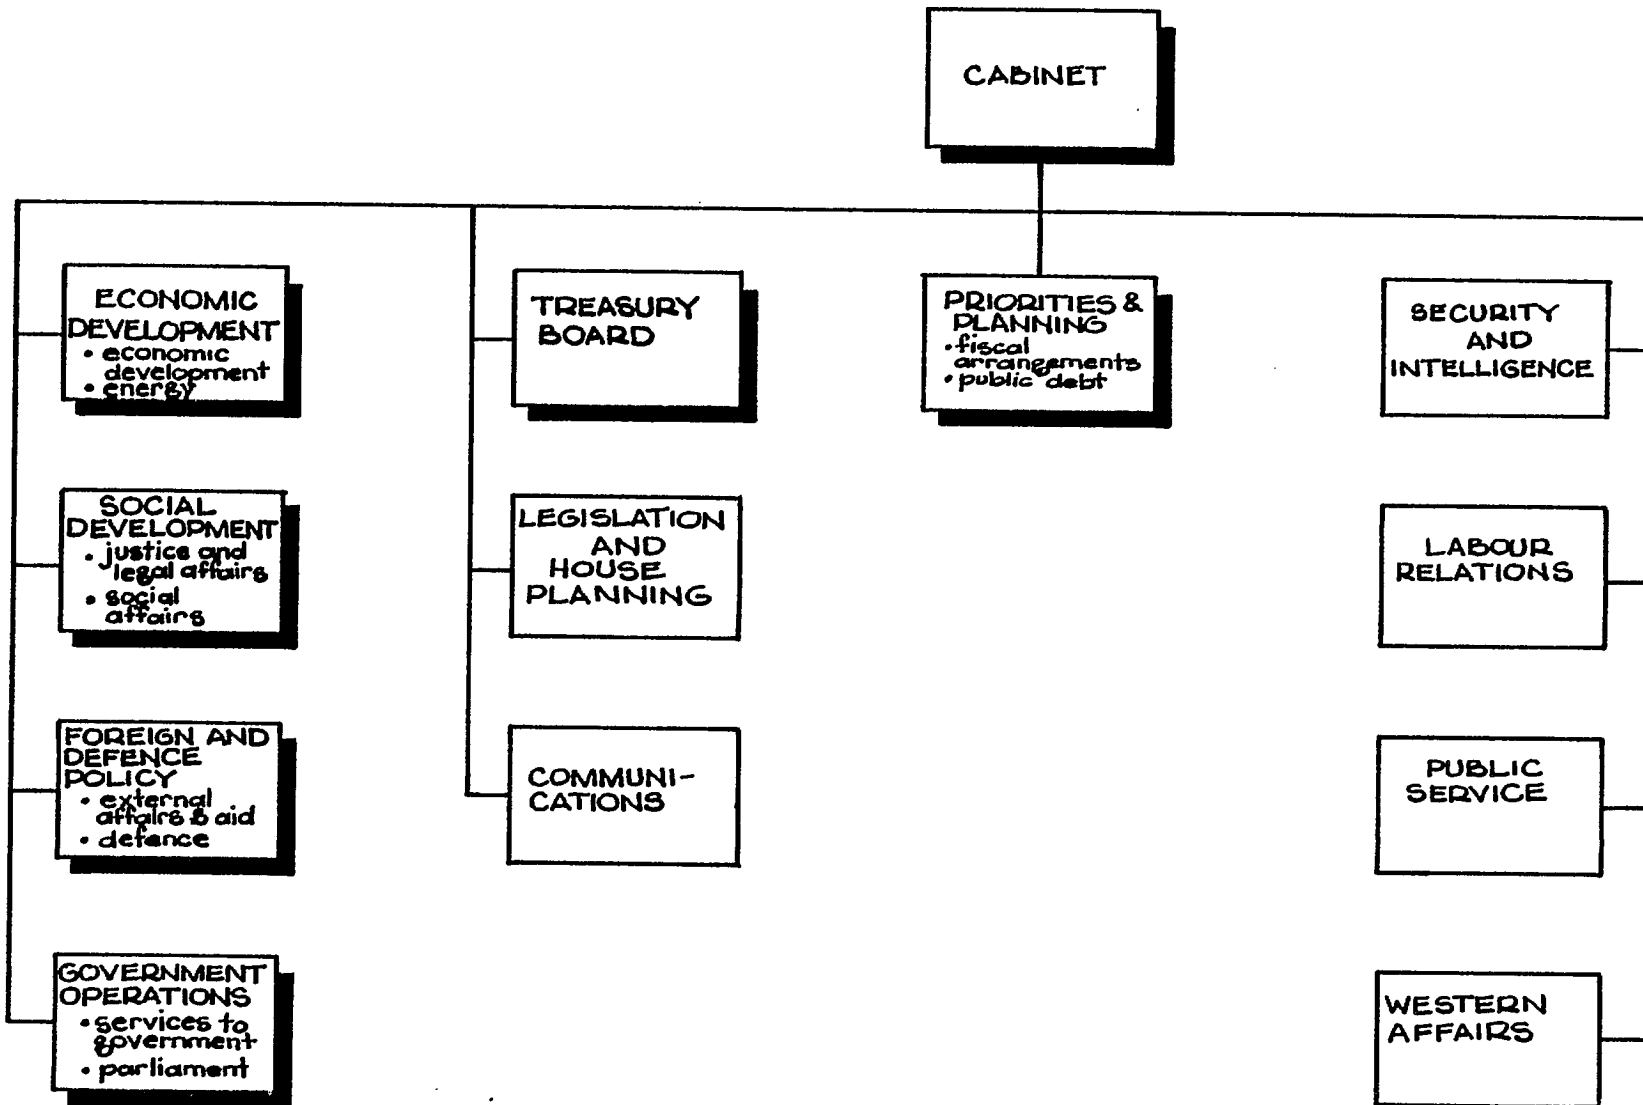 CABINET
ECONOMIC
DEVELOPMENT
• economic
development
• energy
TREASURY
BOARD
PRIORITIES &
PLANNING
• fiscal
arrangements
• public debt
SECURITY
AND
INTELLIGENCE
SOCIAL
DEVELOPMENT
• justice and
legal affairs
• social
affairs
LEGISLATION
AND
HOUSE
PLANNING
LABOUR
RELATIONS
FOREIGN AND
DEFENCE
POLICY
• external
affairs & aid
• defence
COMMUNI-
CATIONS
PUBLIC
SERVICE
GOVERNMENT
OPERATIONS
• services to
government
• parliament
WESTERN
AFFAIRS